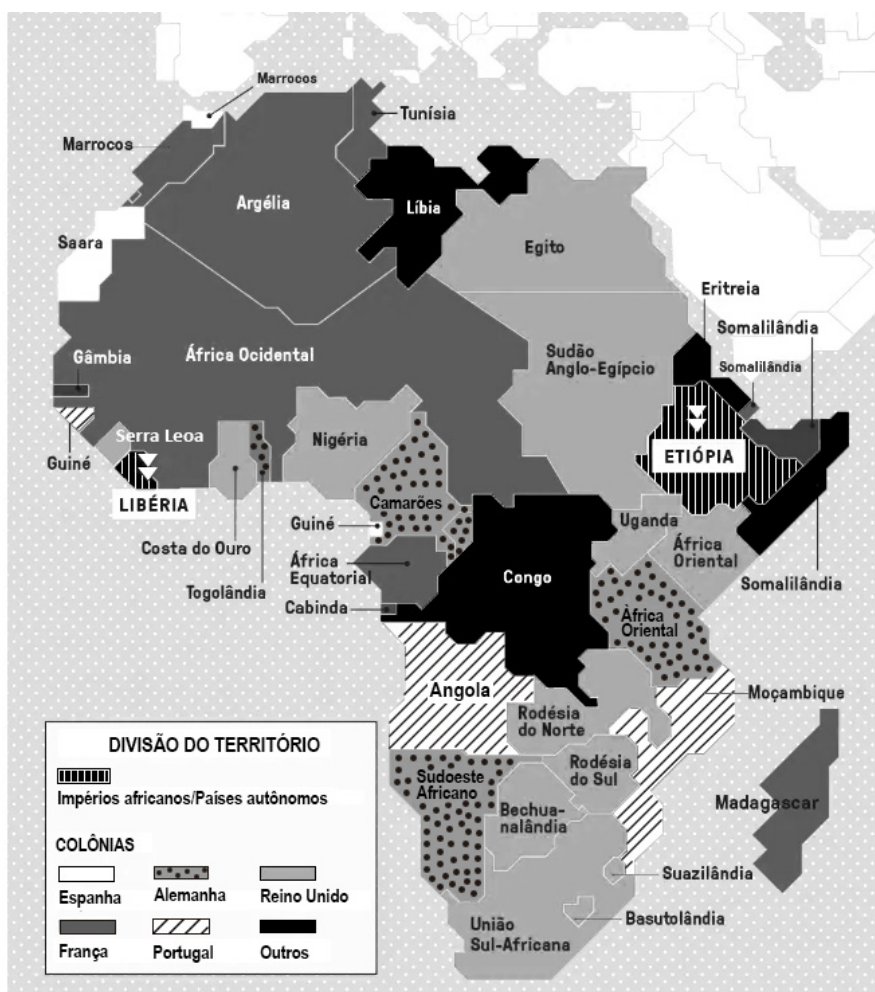 Marrocos
Tunísia
Marrocos
Argélia
Líbia
Saara
Egito
Eritreia
Somalilândia
Gâmbia
África Ocidental
Sudão
Anglo-Egípcio
Somalilândia
Serra Leoa
Nigéria
Guiné
ETIÓPIA
LIBÉRIA
Camarões
Guiné
Uganda
Costa do Ouro
África
Equatorial
África
Oriental
Congo
Somalilândia
Togolândia
Cabinda
Àfrica
Oriental
Angola
Moçambique
Rodésia
do Norte
DIVISÃO DO TERRITÓRIO
Impérios africanos/Países autônomos
COLÔNIAS
Espanha
Alemanha
Reino Unido
França
Portugal
Outros
Sudoeste
Africano
Rodésia
do Sul
Bechua-
nalândia
Madagascar
Suazilândia
Basutolândia
União
Sul-Africana